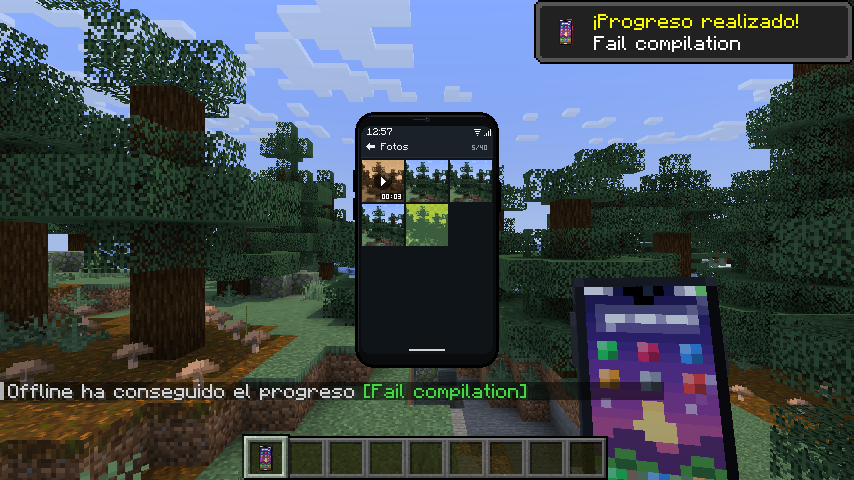 ¡Progreso realizado!
Fail compilation
12:57
Fotos
5/40
00:03
Offline ha conseguido el progreso [Fail compilation]